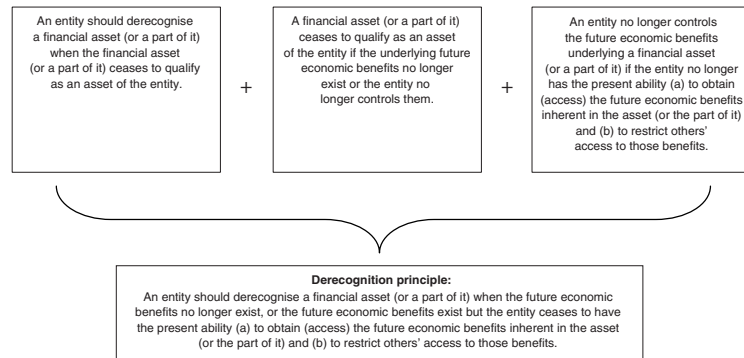 An entity should derecognise
a financial asset (or a part of it)
when the financial asset
(or a part of it) ceases to qualify
as an asset of the entity.
+
A financial asset (or a part of it)
ceases to qualify as an asset
of the entity if the underlying future
economic benefits no longer
exist or the entity no
longer controls them.
+
An entity no longer controls
the future economic benefits
underlying a financial asset
(or a part of it) if the entity no longer
has the present ability (a) to obtain
(access) the future economic benefits
inherent in the asset (or the part of it)
and (b) to restrict others’
access to those benefits.
Derecognition principle:
An entity should derecognise a financial asset (or a part of it) when the future economic
benefits no longer exist, or the future economic benefits exist but the entity ceases to have
the present ability (a) to obtain (access) the future economic benefits inherent in the asset
(or the part of it) and (b) to restrict others’ access to those benefits.